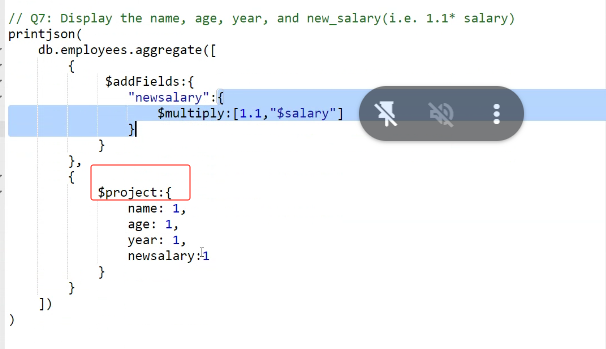 // Q7: Display the name, age, year, and new_salary(i.e. 1.1* salary)
printjson(
db.employees.aggregate([
{
$addFields:{
"newsalary":{
$multiply:[1.1,"$salary"]
}
}
},
{
$project:{
name: 1,
age: 1,
year: 1,
newsalary:1
}
}
])
)